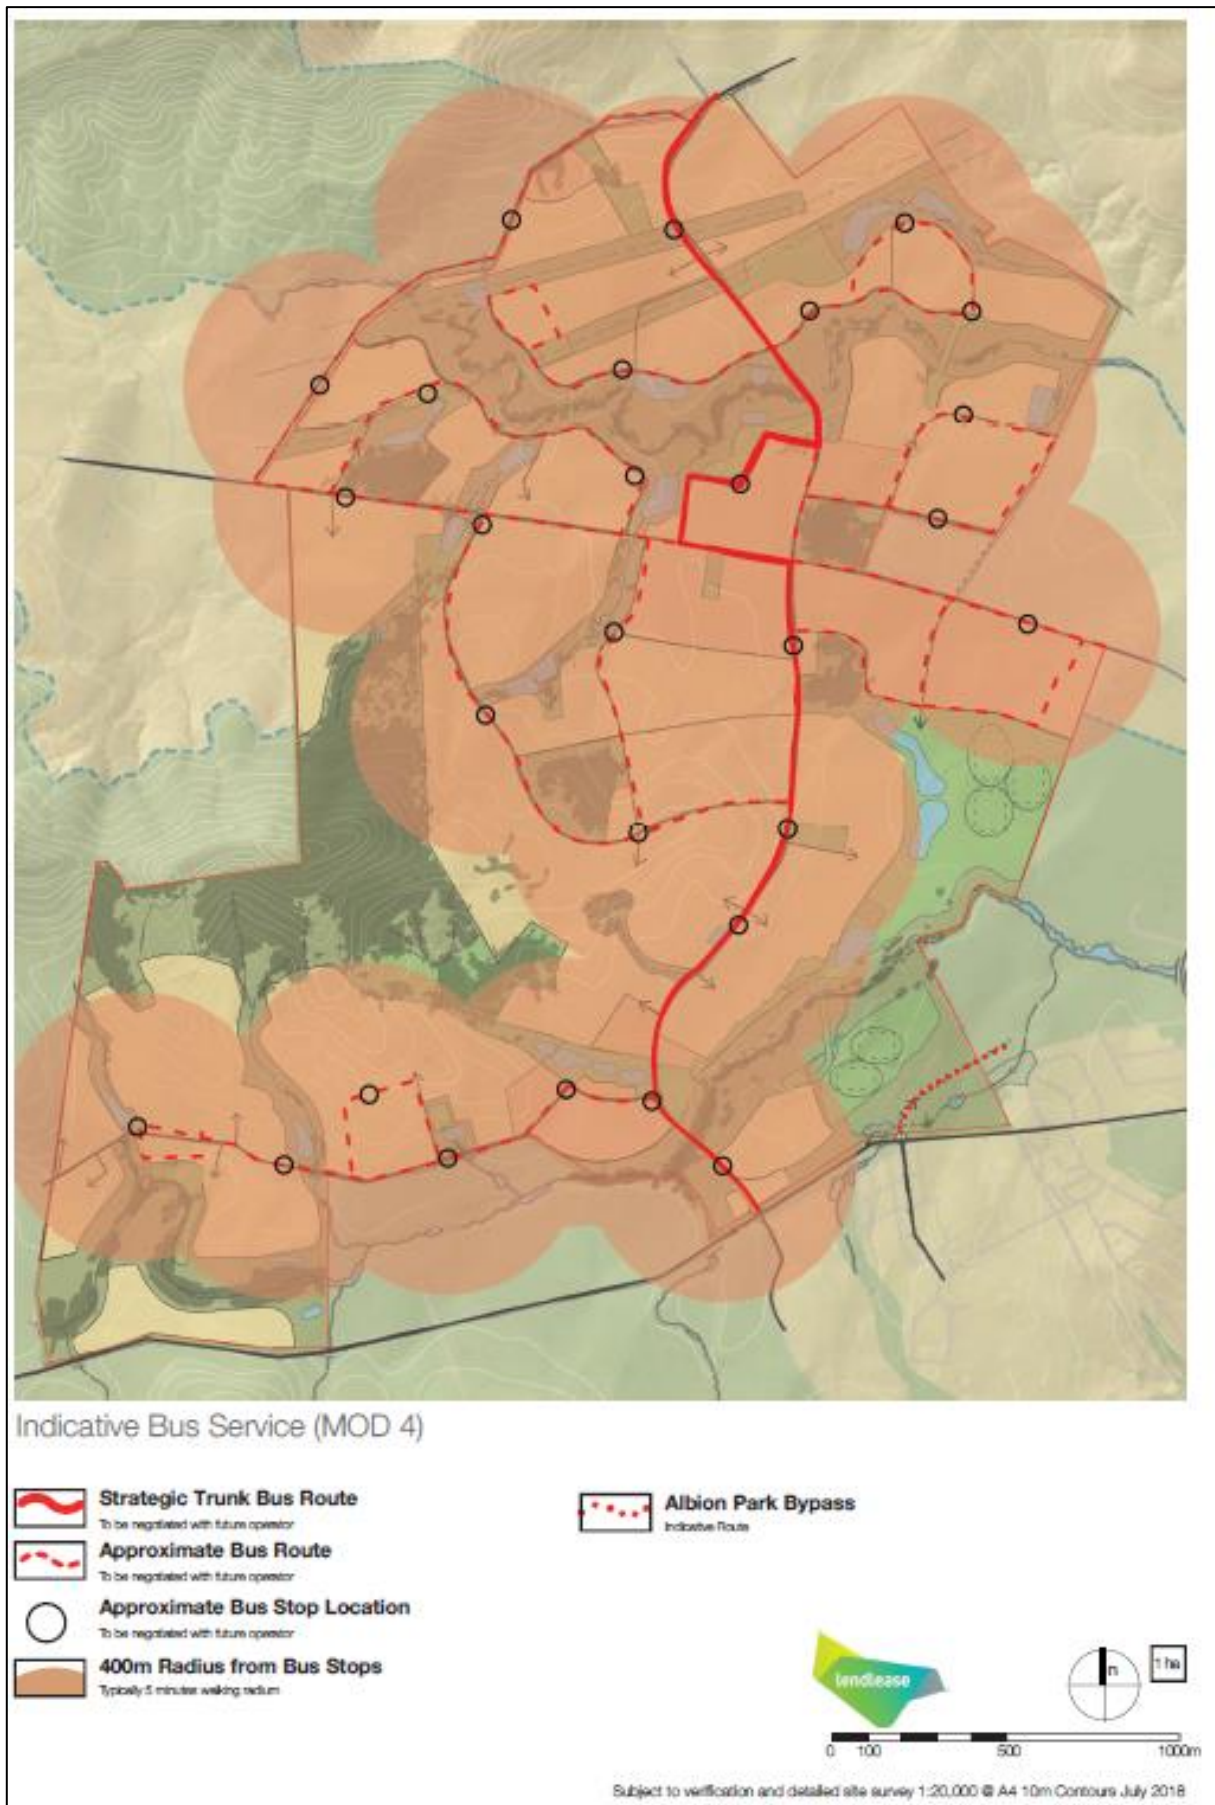 Indicative Bus Service (MOD 4)
Strategic Trunk Bus Route
To be negotiated with future operator
Approximate Bus Route
To be negotiated with future operator
Approximate Bus Stop Location
To be negotiated with future operator
400m Radius from Bus Stops
Typically 5 minutes walking radium
Albion Park Bypass
Indicative Route
lendlease
n
1 ha
0 100 500 1000m
Subject to verification and detailed site survey 1:20,000 @ A4 10m Contours July 2018